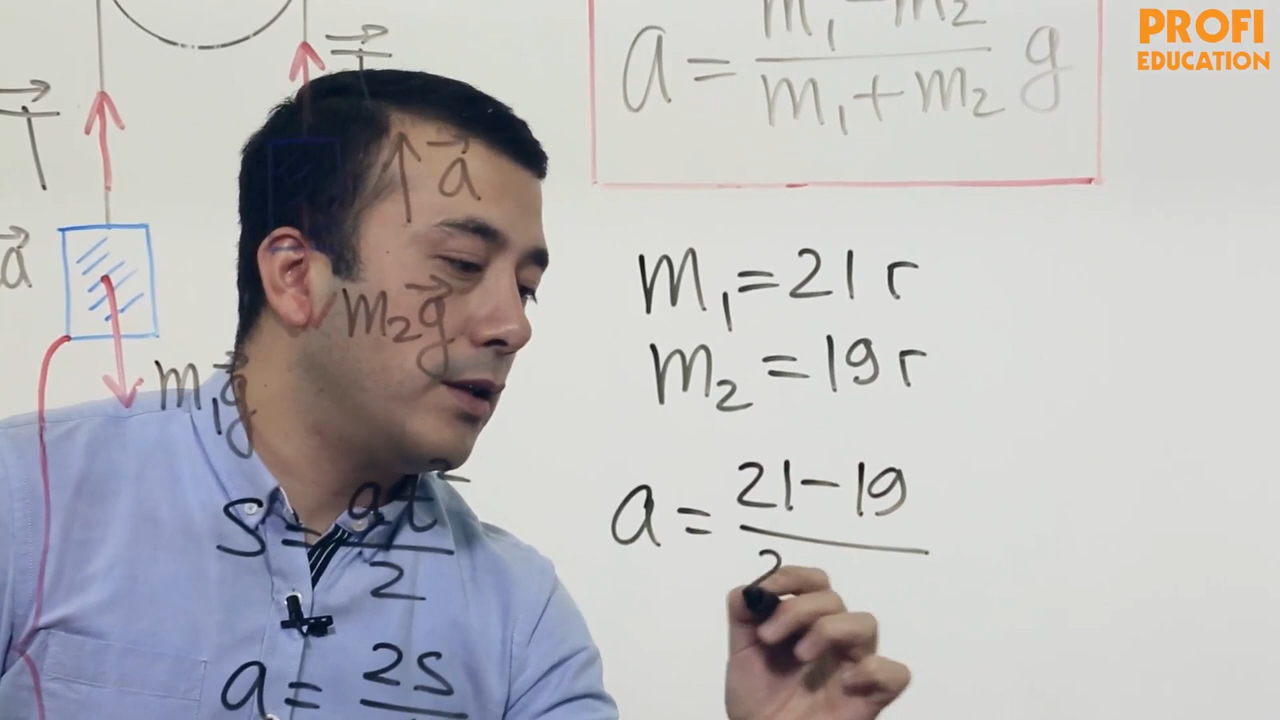 PROFI
EDUCATION
T
T
a = (m₁ - m₂)/(m₁ + m₂) g
a
a
m₂g
m₁g
m₁ = 21 г
m₂ = 19 г
S = at²/2
a = 21 - 19
2
a = 2S